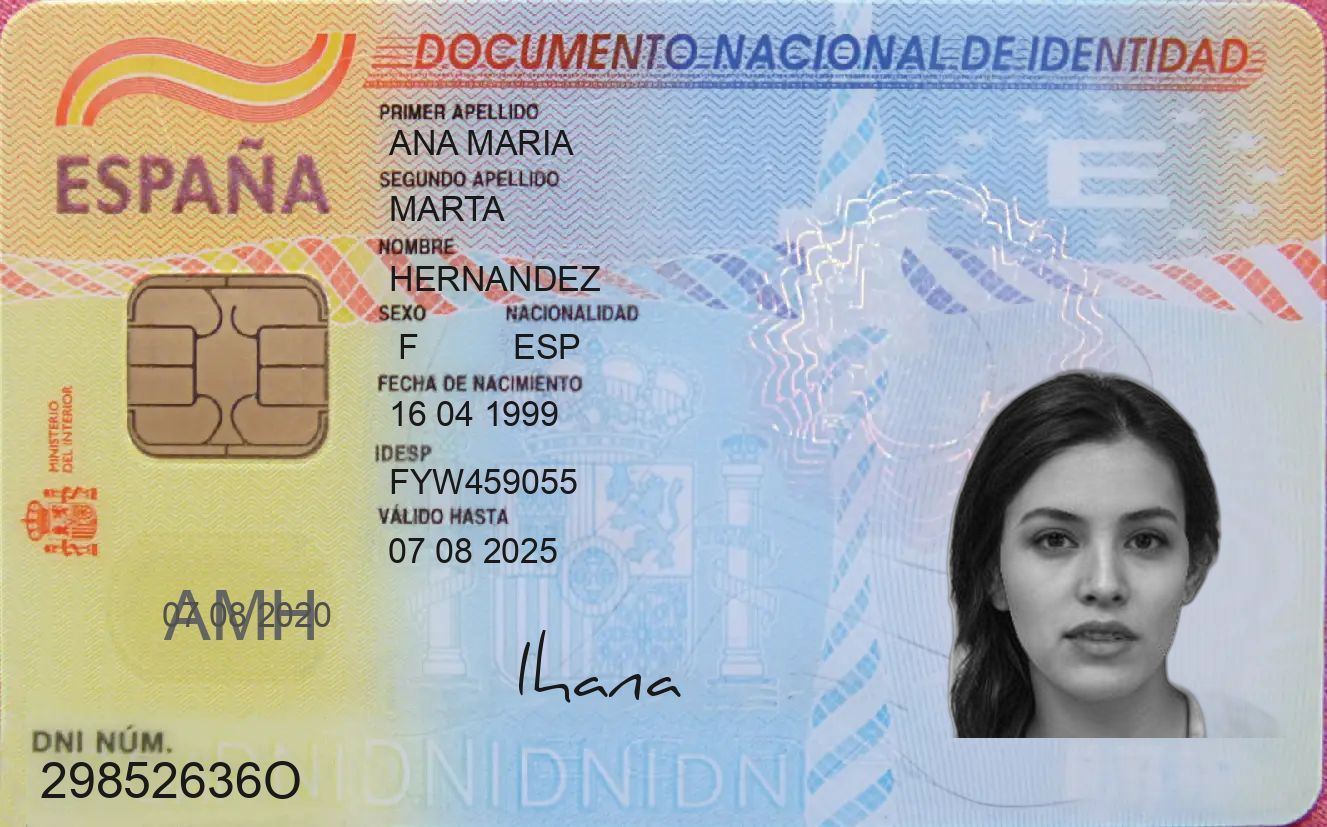 DOCUMENTO NACIONAL DE IDENTIDAD
ESPAÑA
PRIMER APELLIDO
ANA MARIA
SEGUNDO APELLIDO
MARTA
NOMBRE
HERNANDEZ
SEXO NACIONALIDAD
F ESP
FECHA DE NACIMIENTO
16 04 1999
IDESP
FYW459055
VÁLIDO HASTA
07 08 2025
MINISTERIO
DEL INTERIOR
E
AMH
07 08 2020
Ihana
DNI NÚM.
29852636O
DNIDNIDNIDNI